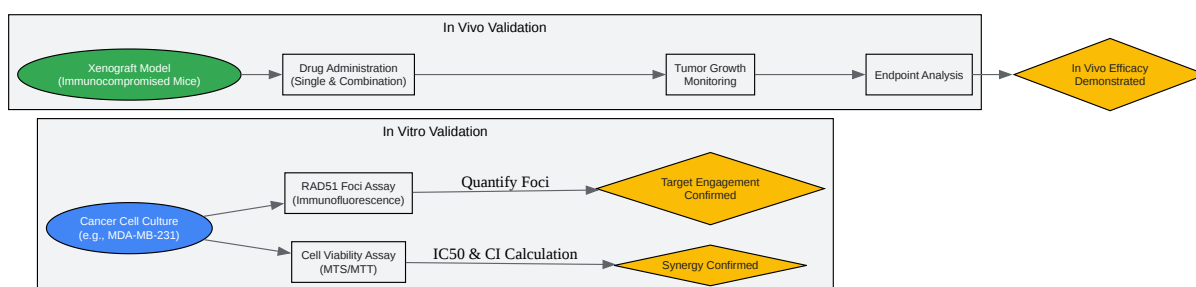 In Vivo Validation
Xenograft Model
(Immunocompromised Mice)
Drug Administration
(Single & Combination)
Tumor Growth
Monitoring
Endpoint Analysis
In Vivo Efficacy
Demonstrated
In Vitro Validation
Cancer Cell Culture
(e.g., MDA-MB-231)
RAD51 Foci Assay
(Immunofluorescence)
Quantify Foci
Target Engagement
Confirmed
Cell Viability Assay
(MTS/MTT)
IC50 & CI Calculation
Synergy Confirmed